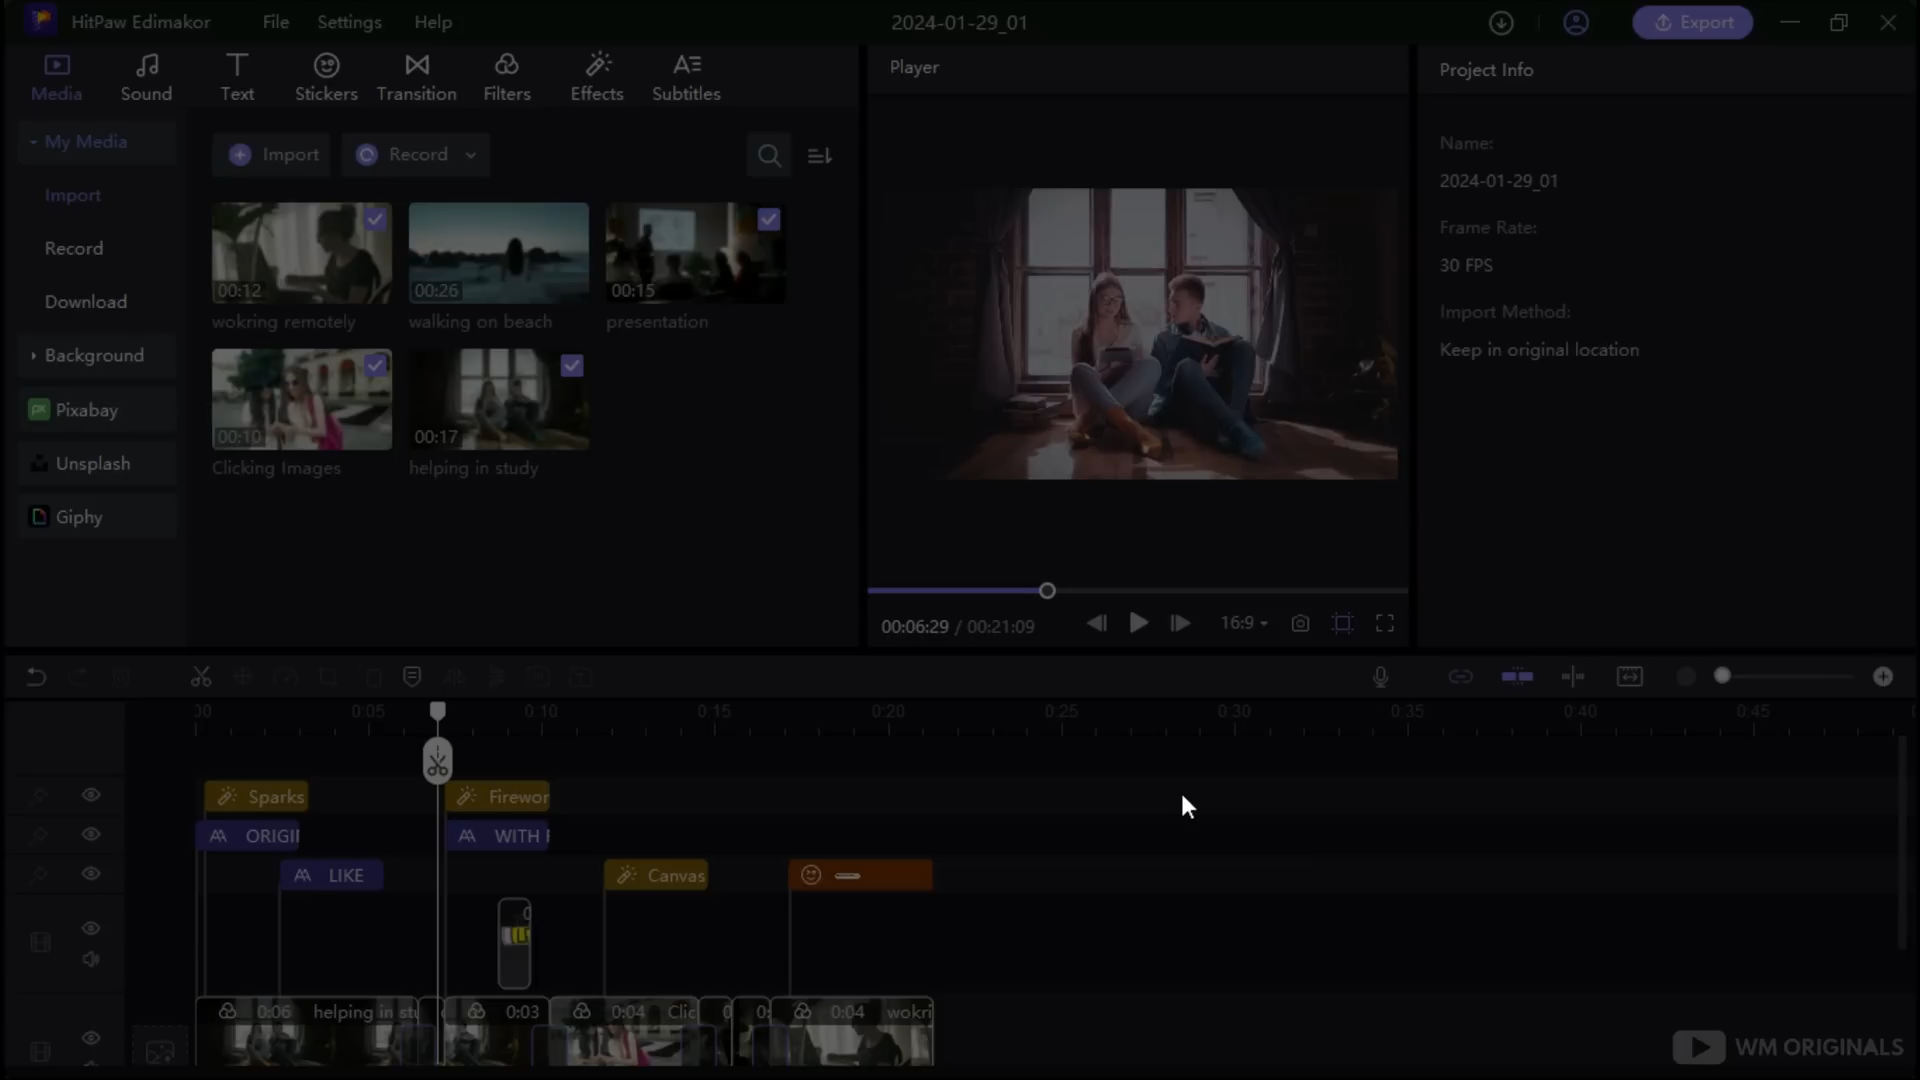 HitPaw Edimakor File Settings Help 2024-01-29_01 Export
Media Sound Text Stickers Transition Filters Effects Subtitles
Player
Project Info
My Media
Import Record
Import
Record
Download
Background
Pixabay
Unsplash
Giphy
00:12 00:26 00:15
wokring remotely walking on beach presentation
00:10 00:17
Clicking Images helping in study
Name:
2024-01-29_01
Frame Rate:
30 FPS
Import Method:
Keep in original location
00:06:29 / 00:21:09 16:9
00 0:05 0:10 0:15 0:20 0:25 0:30 0:35 0:40 0:45
Sparks Firewor
ORIGI WITH
LIKE Canvas
0:06 helping in stu 0:03 0:04 Clic 0 0: 0:04 wokri
WM ORIGINALS